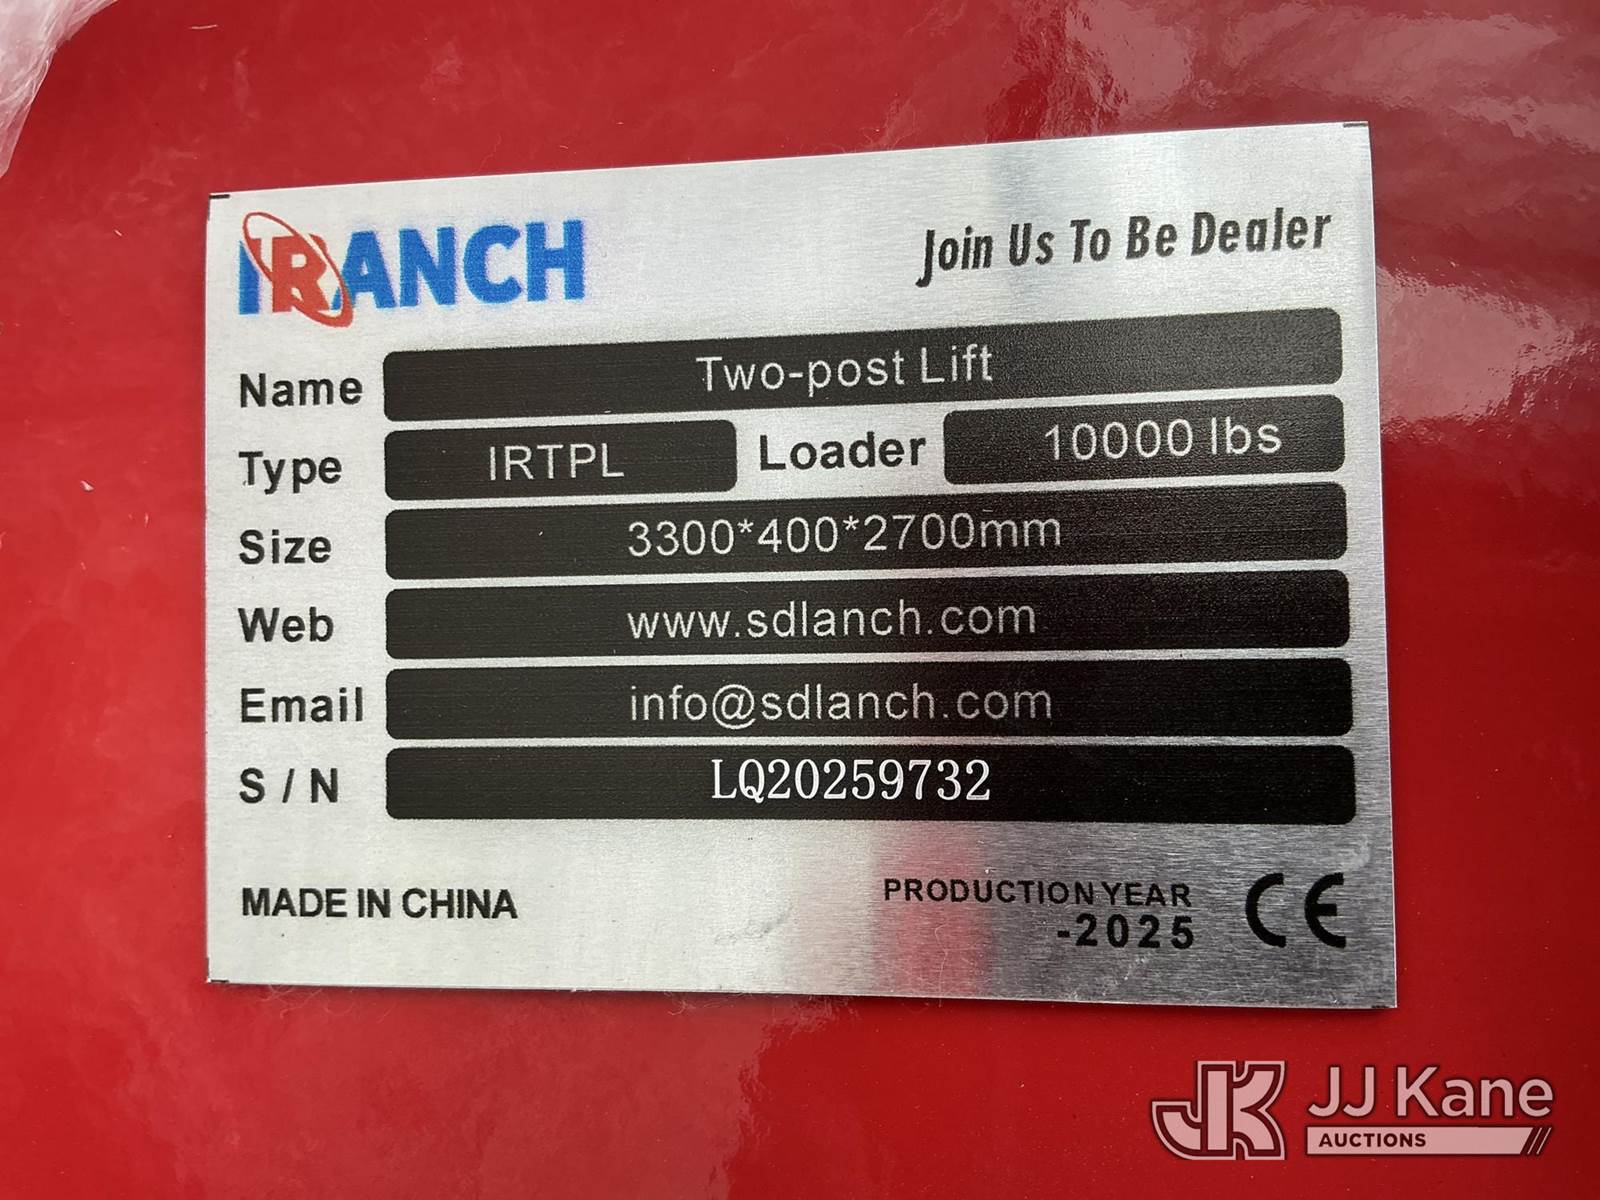 IRANCH
Join Us To Be Dealer
Name Two-post Lift
Type IRTPL Loader 10000 lbs
Size 3300*400*2700mm
Web www.sdlanch.com
Email info@sdlanch.com
S / N LQ20259732
MADE IN CHINA
PRODUCTION YEAR
-2025
CE
JK JJ Kane
AUCTIONS